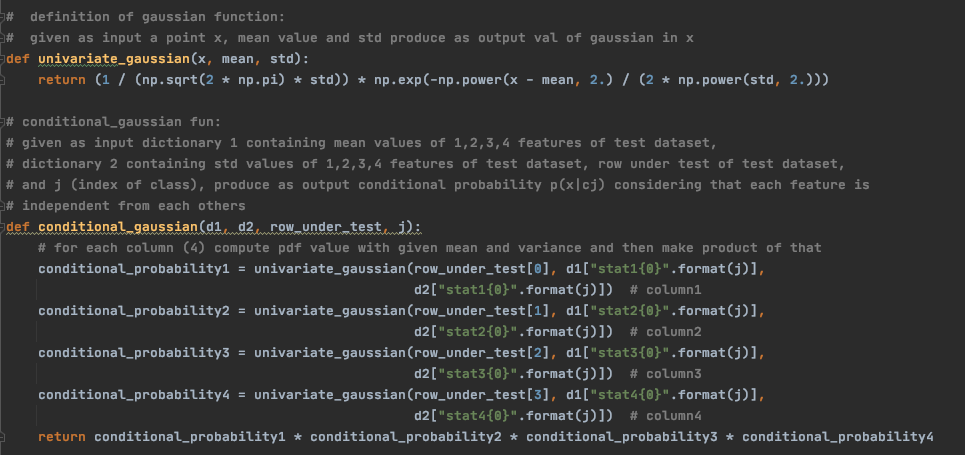 #  definition of gaussian function:
#  given as input a point x, mean value and std produce as output val of gaussian in x
def univariate_gaussian(x, mean, std):
    return (1 / (np.sqrt(2 * np.pi) * std)) * np.exp(-np.power(x - mean, 2.) / (2 * np.power(std, 2.)))
# conditional_gaussian fun:
# given as input dictionary 1 containing mean values of 1,2,3,4 features of test dataset,
# dictionary 2 containing std values of 1,2,3,4 features of test dataset, row under test of test dataset,
# and j (index of class), produce as output conditional probability p(x|cj) considering that each feature is
# independent from each others
def conditional_gaussian(d1, d2, row_under_test, j):
    # for each column (4) compute pdf value with given mean and variance and then make product of that
    conditional_probability1 = univariate_gaussian(row_under_test[0], d1["stat1{0}".format(j)],
                                                   d2["stat1{0}".format(j)])  # column1
    conditional_probability2 = univariate_gaussian(row_under_test[1], d1["stat2{0}".format(j)],
                                                   d2["stat2{0}".format(j)])  # column2
    conditional_probability3 = univariate_gaussian(row_under_test[2], d1["stat3{0}".format(j)],
                                                   d2["stat3{0}".format(j)])  # column3
    conditional_probability4 = univariate_gaussian(row_under_test[3], d1["stat4{0}".format(j)],
                                                   d2["stat4{0}".format(j)])  # column4
    return conditional_probability1 * conditional_probability2 * conditional_probability3 * conditional_probability4